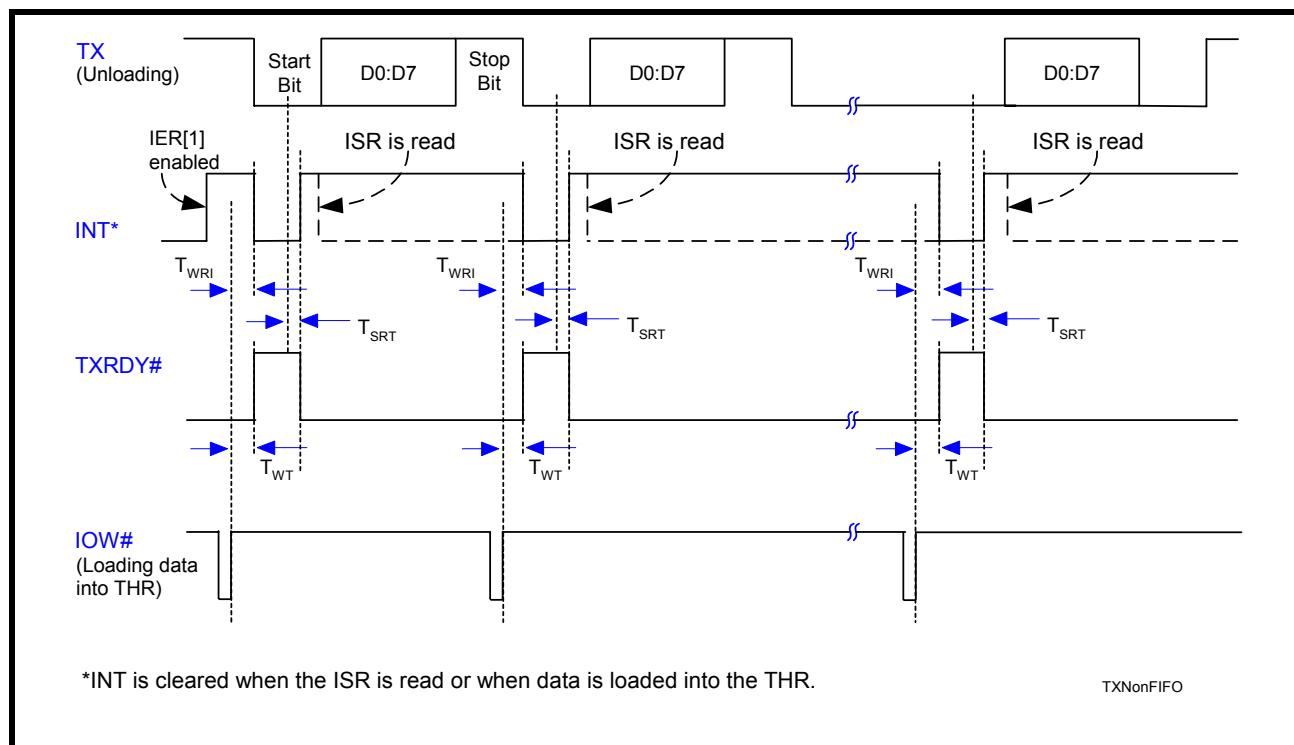 TX
(Unloading)
Start
Bit
D0:D7
Stop
Bit
D0:D7
D0:D7
IER[1]
enabled
ISR is read
ISR is read
ISR is read
INT*
TWRI
TWRI
TWRI
TSRT
TSRT
TSRT
TXRDY#
TWT
TWT
TWT
IOW#
(Loading data
into THR)
*INT is cleared when the ISR is read or when data is loaded into the THR.
TXNonFIFO